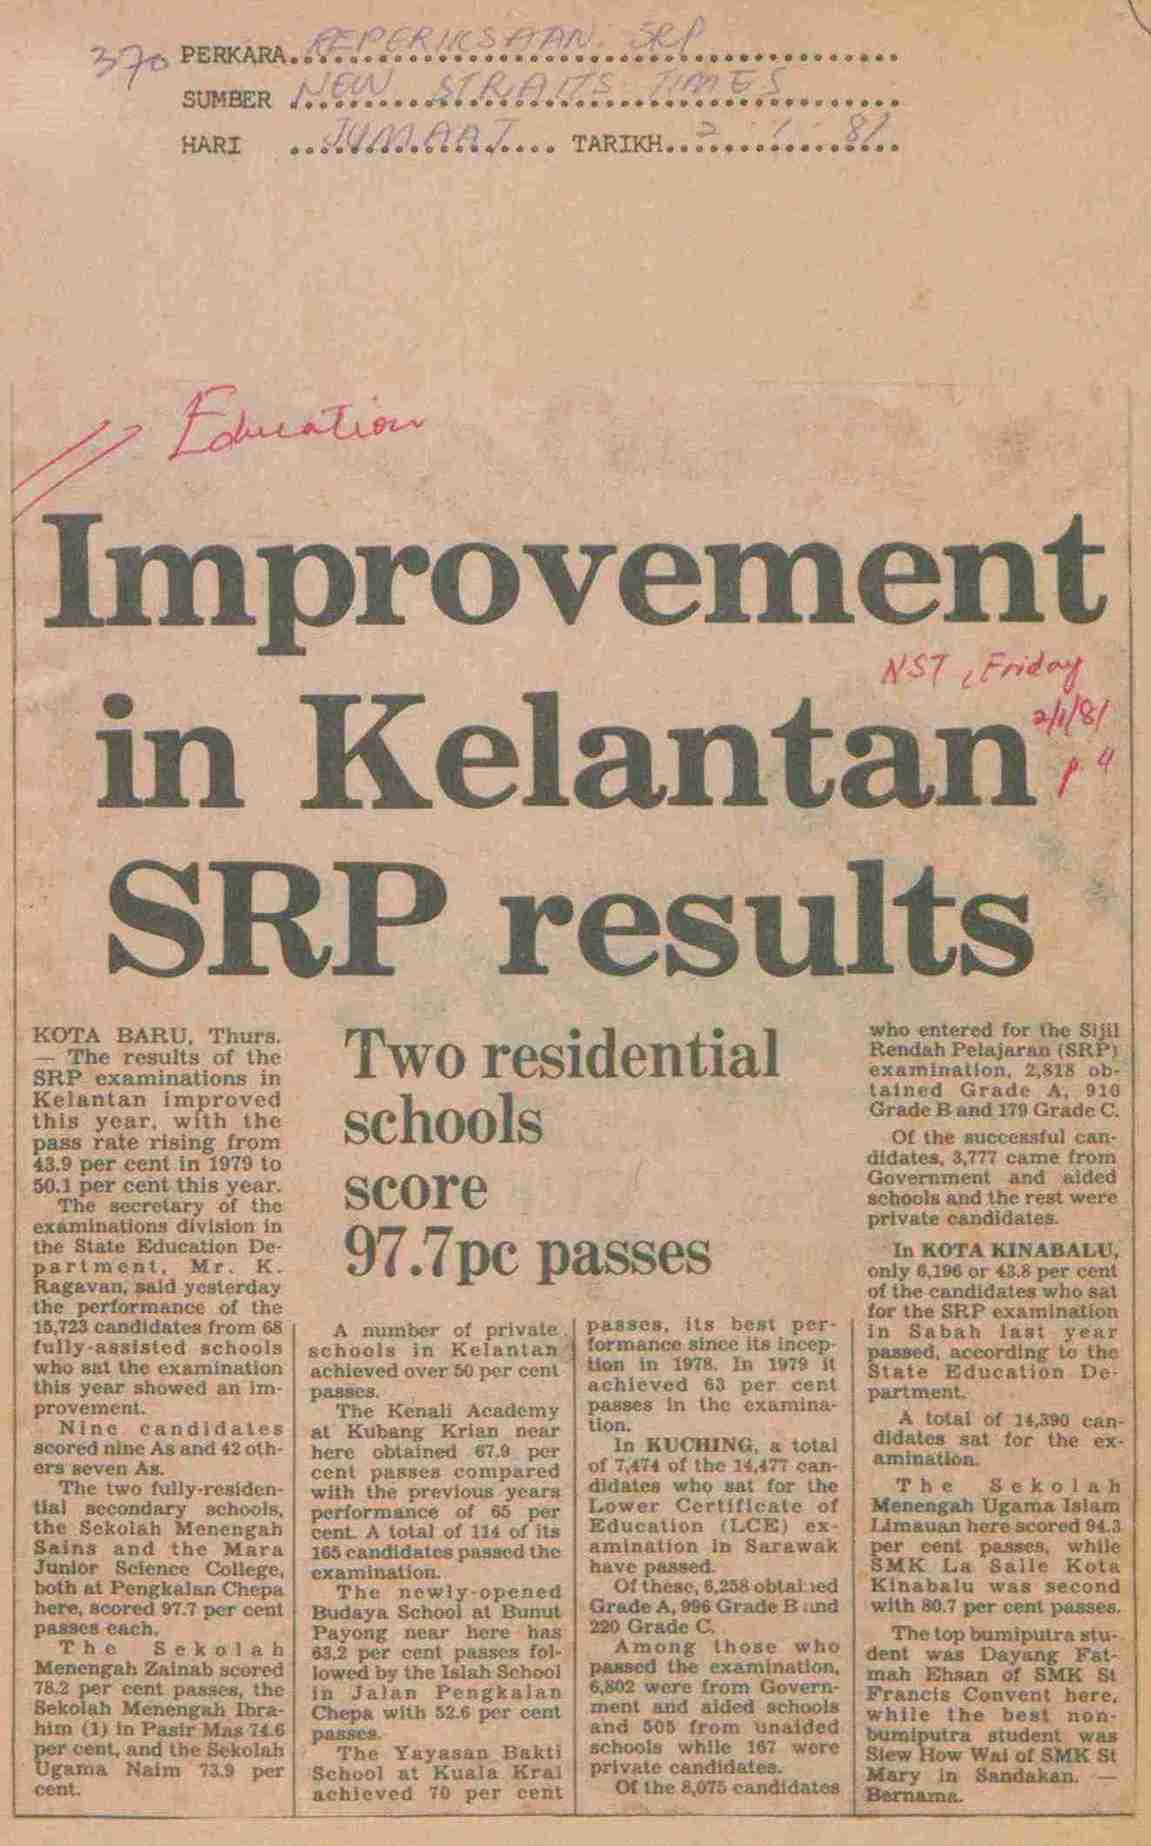 370 PERKARA PEPERIKSAAN SRP
SUMBER NEW STRAITS TIMES
HARI JUMAAT TARIKH 2. 1. 81
Education
Improvement
NST, Friday
2/1/81
p. 4
in Kelantan
SRP results
KOTA BARU, Thurs.
— The results of the
SRP examinations in
Kelantan improved
this year, with the
pass rate rising from
43.9 per cent in 1979 to
50.1 per cent this year.
The secretary of the
examinations division in
the State Education De-
partment, Mr. K.
Ragavan, said yesterday
the performance of the
15,723 candidates from 68
fully-assisted schools
who sat the examination
this year showed an im-
provement.
Nine candidates
scored nine As and 42 oth-
ers seven As.
The two fully-residen-
tial secondary schools,
the Sekolah Menengah
Sains and the Mara
Junior Science College,
both at Pengkalan Chepa
here, scored 97.7 per cent
passes each.
The Sekolah
Menengah Zainab scored
78.2 per cent passes, the
Sekolah Menengah Ibra-
him (1) in Pasir Mas 74.6
per cent, and the Sekolah
Ugama Naim 73.9 per
cent.
Two residential
schools
score
97.7pc passes
A number of private
schools in Kelantan
achieved over 50 per cent
passes.
The Kenali Academy
at Kubang Krian near
here obtained 67.9 per
cent passes compared
with the previous years
performance of 65 per
cent. A total of 114 of its
165 candidates passed the
examination.
The newly-opened
Budaya School at Bunut
Payong near here has
63.2 per cent passes fol-
lowed by the Islah School
in Jalan Pengkalan
Chepa with 52.6 per cent
passes.
The Yayasan Bakti
School at Kuala Krai
achieved 70 per cent
passes, its best per-
formance since its incep-
tion in 1978. In 1979 it
achieved 63 per cent
passes in the examina-
tion.
In KUCHING, a total
of 7,474 of the 14,477 can-
didates who sat for the
Lower Certificate of
Education (LCE) ex-
amination in Sarawak
have passed.
Of these, 6,258 obtained
Grade A, 996 Grade B and
220 Grade C.
Among those who
passed the examination,
6,802 were from Govern-
ment and aided schools
and 505 from unaided
schools while 167 were
private candidates.
Of the 8,075 candidates
who entered for the Sijil
Rendah Pelajaran (SRP)
examination, 2,818 ob-
tained Grade A, 910
Grade B and 179 Grade C.
Of the successful can-
didates, 3,777 came from
Government and aided
schools and the rest were
private candidates.
In KOTA KINABALU,
only 6,196 or 43.8 per cent
of the candidates who sat
for the SRP examination
in Sabah last year
passed, according to the
State Education De-
partment.
A total of 14,390 can-
didates sat for the ex-
amination.
The Sekolah
Menengah Ugama Islam
Limauan here scored 94.3
per cent passes, while
SMK La Salle Kota
Kinabalu was second
with 80.7 per cent passes.
The top bumiputra stu-
dent was Dayang Fat-
mah Ehsan of SMK St
Francis Convent here,
while the best non-
bumiputra student was
Siew How Wai of SMK St
Mary in Sandakan. —
Bernama.